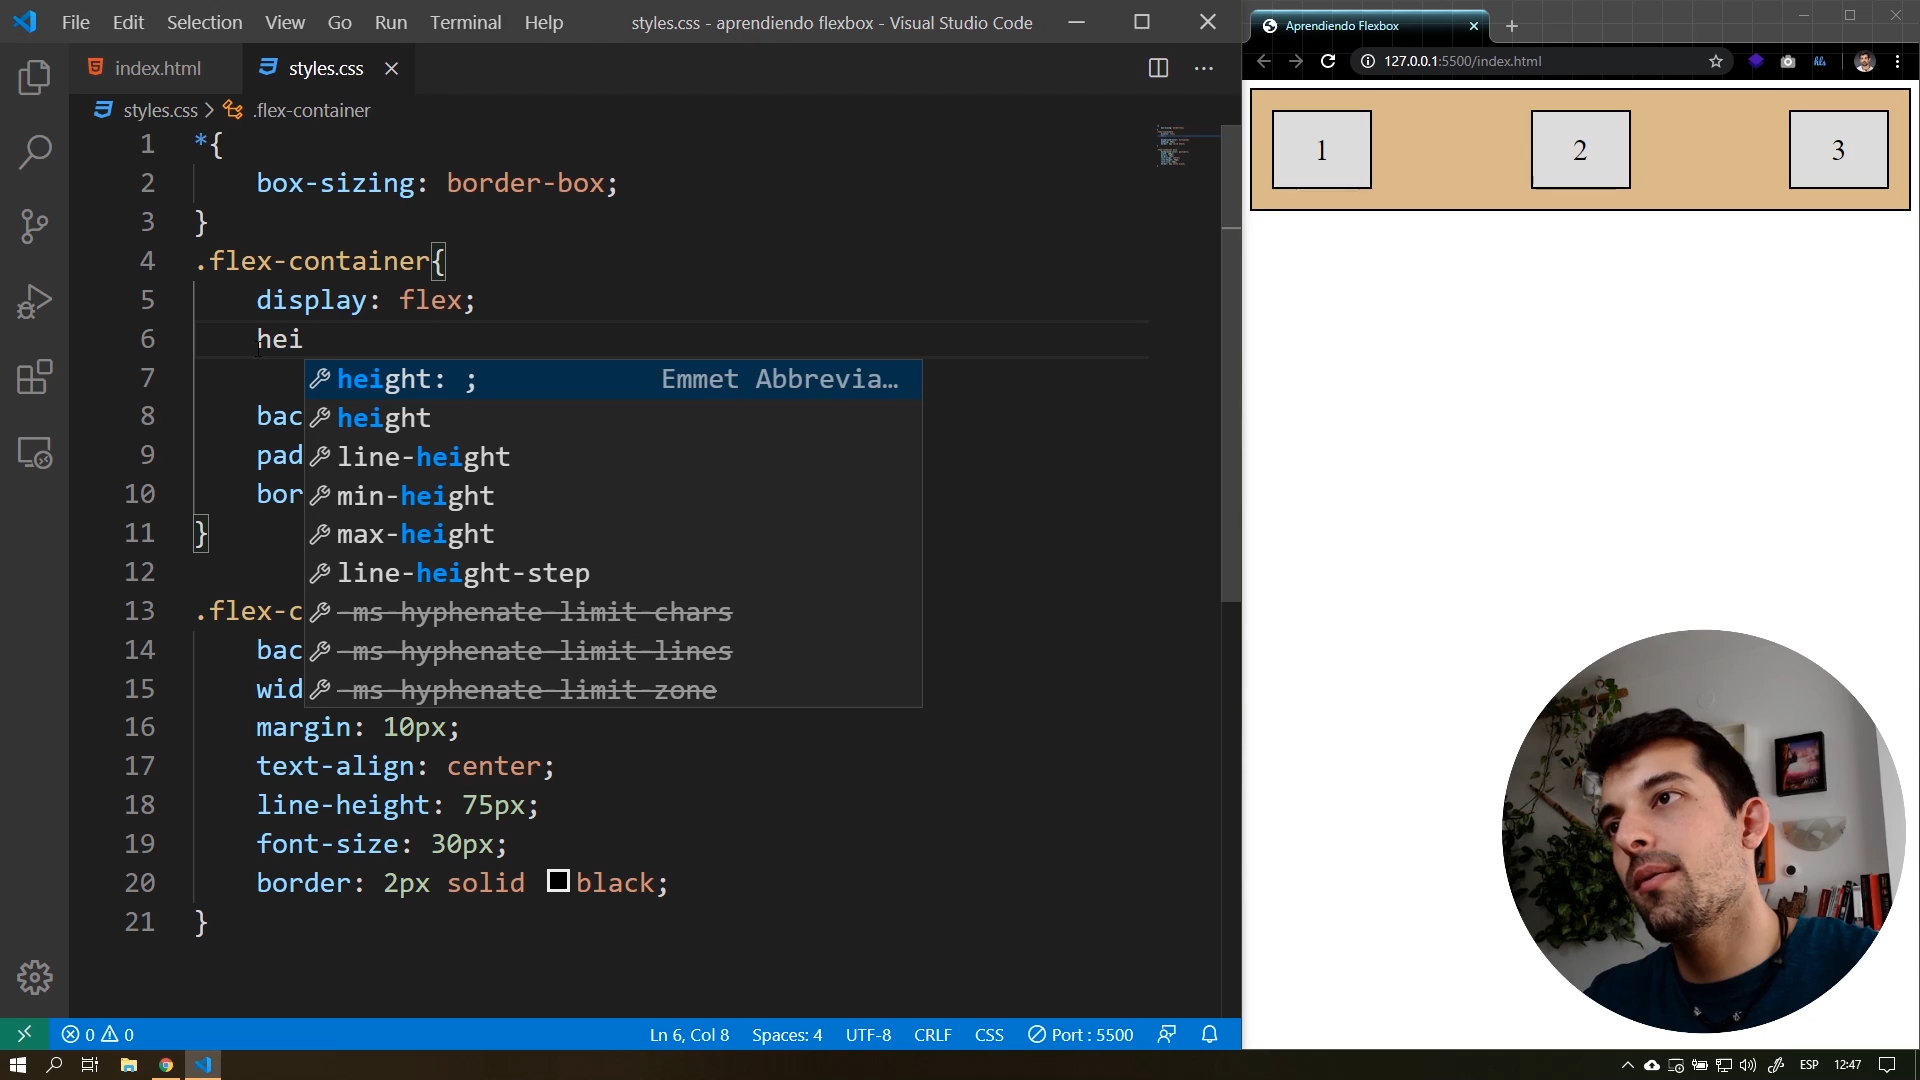 File Edit Selection View Go Run Terminal Help styles.css - aprendiendo flexbox - Visual Studio Code
Aprendiendo Flexbox
127.0.0.1:5500/index.html
index.html styles.css
styles.css > .flex-container
1 *{
2 box-sizing: border-box;
3 }
4 .flex-container{
5 display: flex;
6 hei
7 height: ; Emmet Abbrevia…
8 bac height
9 pad line-height
10 bor min-height
11 } max-height
12 line-height-step
13 .flex-c -ms-hyphenate-limit-chars
14 bac -ms-hyphenate-limit-lines
15 wid -ms-hyphenate-limit-zone
16 margin: 10px;
17 text-align: center;
18 line-height: 75px;
19 font-size: 30px;
20 border: 2px solid black;
21 }
1 2 3
0 0 Ln 6, Col 8 Spaces: 4 UTF-8 CRLF CSS Port : 5500
ESP 12:47